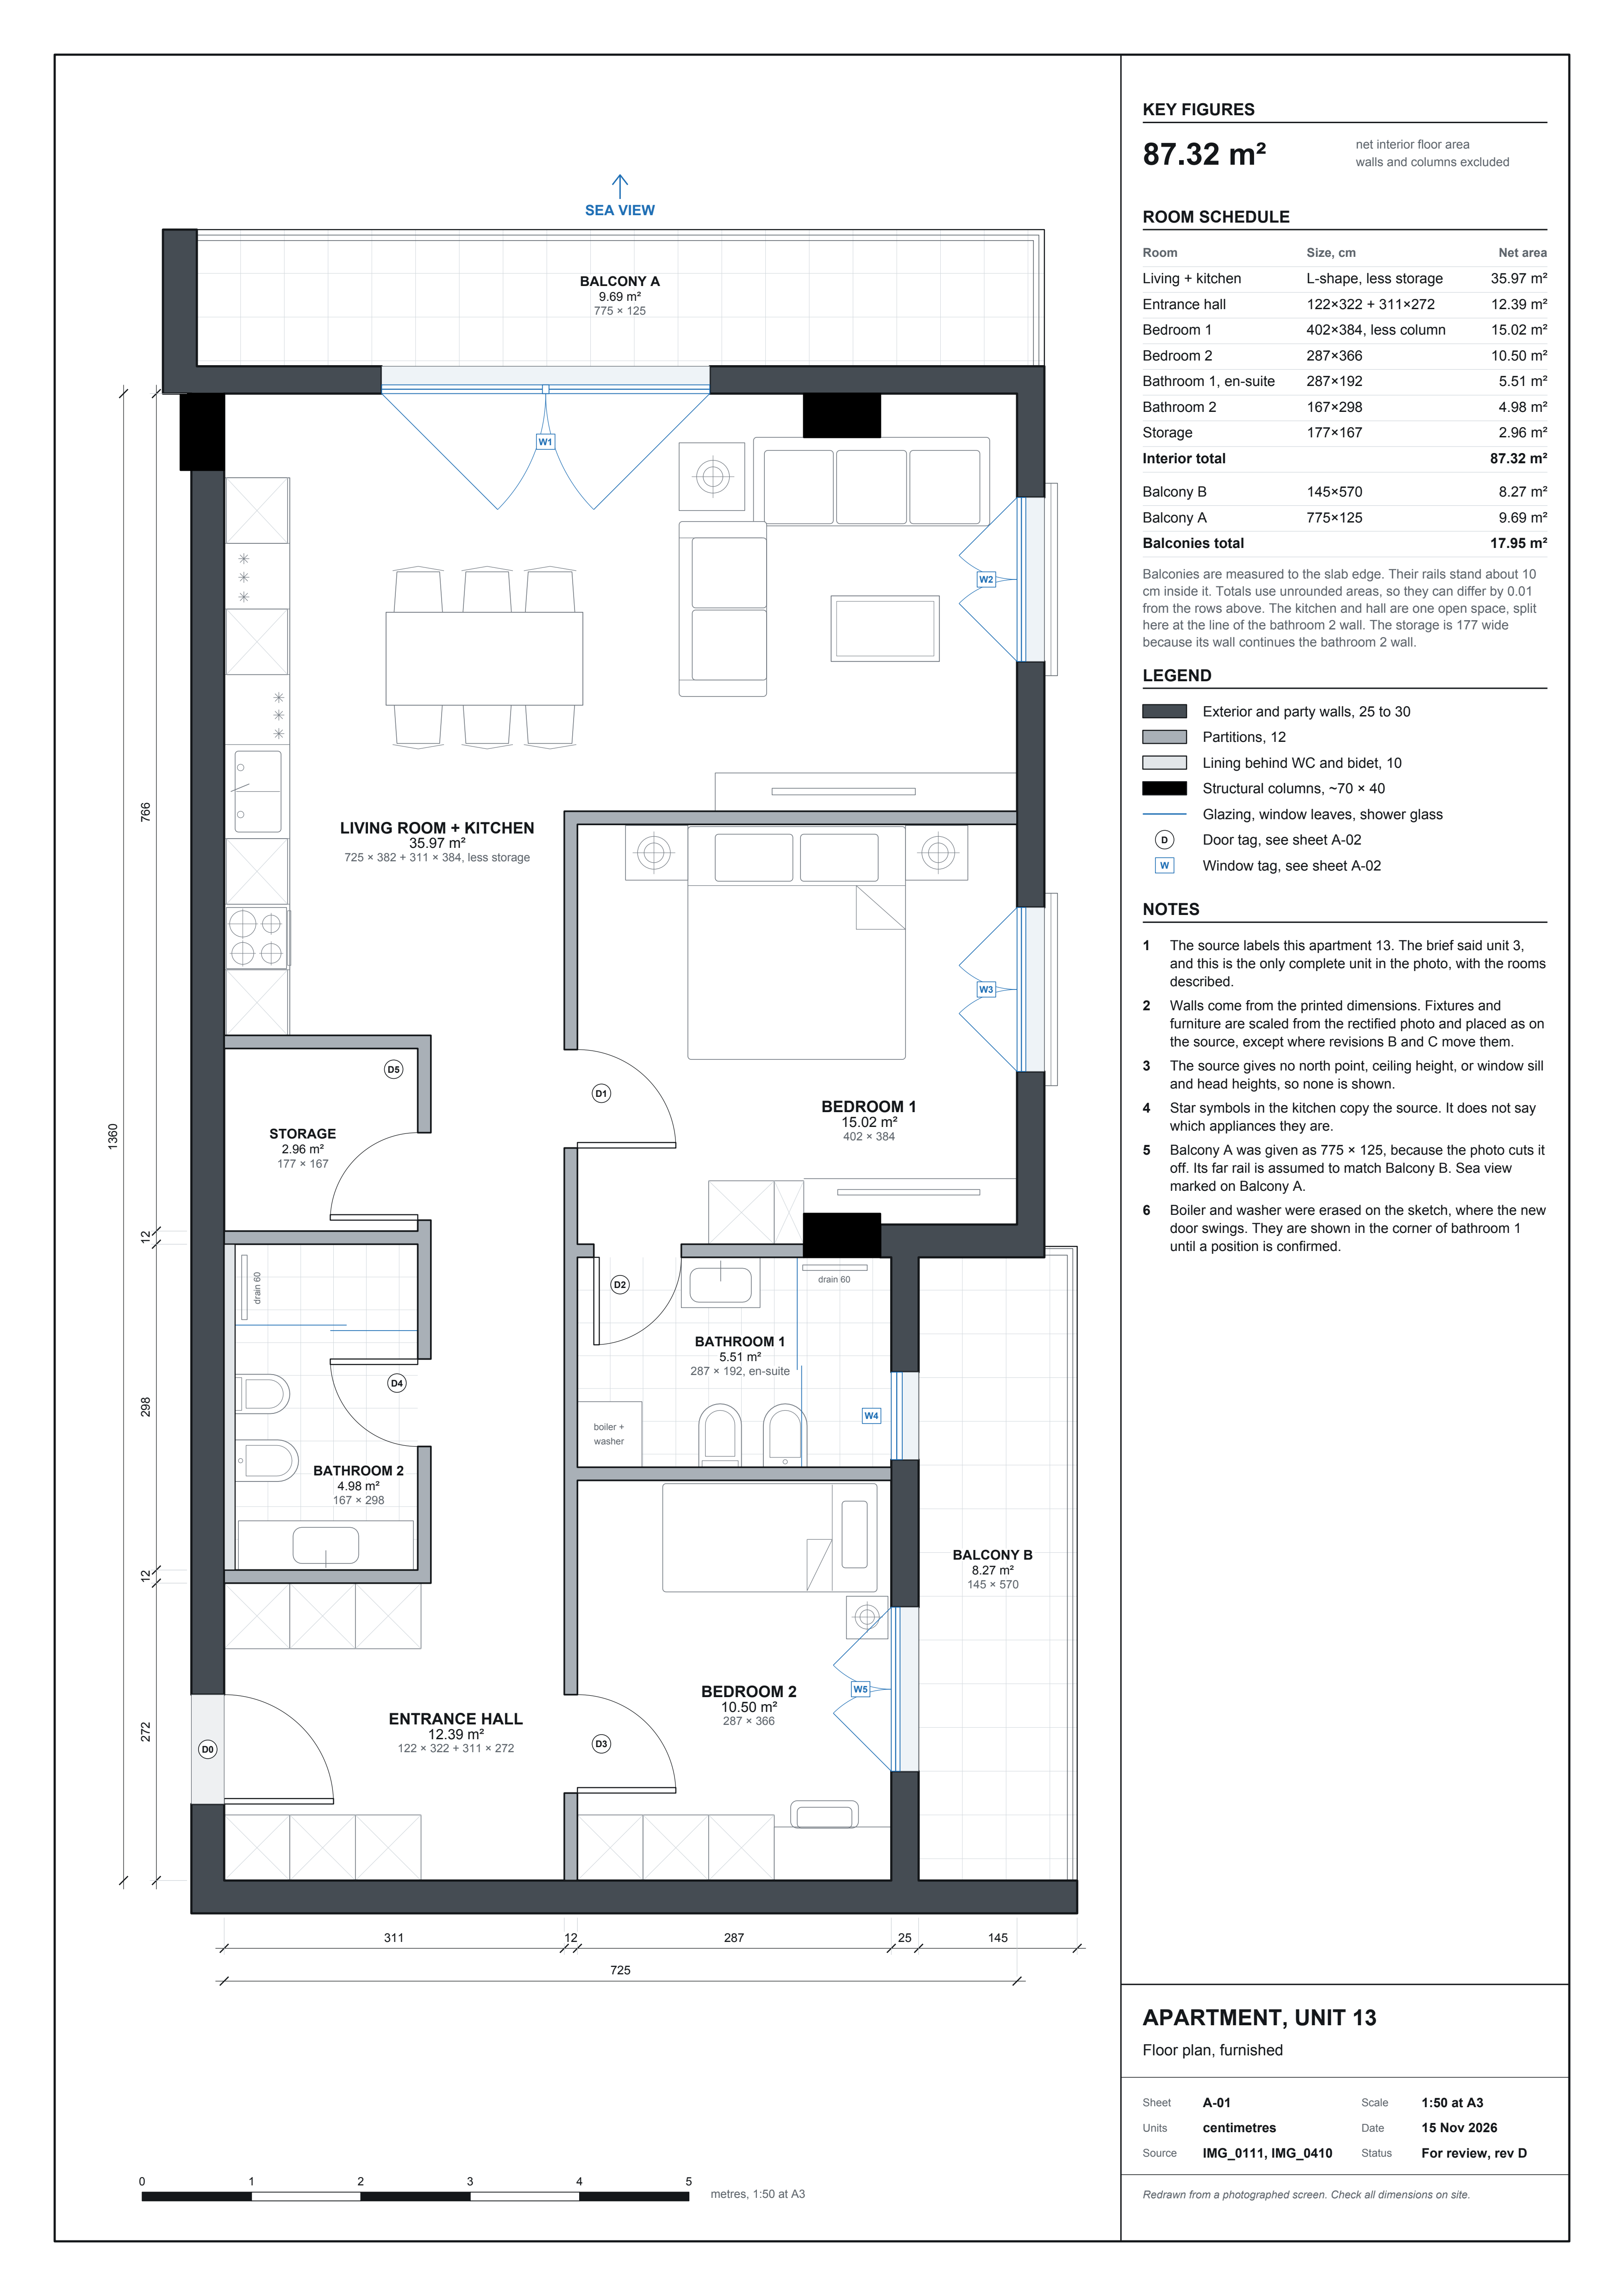 SEA VIEW
BALCONY A
9.69 m²
775 × 125
W1
W2
766
LIVING ROOM + KITCHEN
35.97 m²
725 × 382 + 311 × 384, less storage
W3
D5
D1
BEDROOM 1
15.02 m²
402 × 384
STORAGE
2.96 m²
177 × 167
1360
12
drain 60
D2
drain 60
BATHROOM 1
5.51 m²
287 × 192, en-suite
D4
298
W4
boiler +
washer
BATHROOM 2
4.98 m²
167 × 298
BALCONY B
8.27 m²
145 × 570
12
W5
BEDROOM 2
10.50 m²
287 × 366
ENTRANCE HALL
12.39 m²
122 × 322 + 311 × 272
272
D0
D3
311
12
287
25
145
725
0
1
2
3
4
5
metres, 1:50 at A3
KEY FIGURES
87.32 m²
net interior floor area
walls and columns excluded
ROOM SCHEDULE
Room Size, cm Net area
Living + kitchen L-shape, less storage 35.97 m²
Entrance hall 122×322 + 311×272 12.39 m²
Bedroom 1 402×384, less column 15.02 m²
Bedroom 2 287×366 10.50 m²
Bathroom 1, en-suite 287×192 5.51 m²
Bathroom 2 167×298 4.98 m²
Storage 177×167 2.96 m²
Interior total 87.32 m²
Balcony B 145×570 8.27 m²
Balcony A 775×125 9.69 m²
Balconies total 17.95 m²
Balconies are measured to the slab edge. Their rails stand about 10
cm inside it. Totals use unrounded areas, so they can differ by 0.01
from the rows above. The kitchen and hall are one open space, split
here at the line of the bathroom 2 wall. The storage is 177 wide
because its wall continues the bathroom 2 wall.
LEGEND
Exterior and party walls, 25 to 30
Partitions, 12
Lining behind WC and bidet, 10
Structural columns, ~70 × 40
Glazing, window leaves, shower glass
D Door tag, see sheet A-02
W Window tag, see sheet A-02
NOTES
1 The source labels this apartment 13. The brief said unit 3,
and this is the only complete unit in the photo, with the rooms
described.
2 Walls come from the printed dimensions. Fixtures and
furniture are scaled from the rectified photo and placed as on
the source, except where revisions B and C move them.
3 The source gives no north point, ceiling height, or window sill
and head heights, so none is shown.
4 Star symbols in the kitchen copy the source. It does not say
which appliances they are.
5 Balcony A was given as 775 × 125, because the photo cuts it
off. Its far rail is assumed to match Balcony B. Sea view
marked on Balcony A.
6 Boiler and washer were erased on the sketch, where the new
door swings. They are shown in the corner of bathroom 1
until a position is confirmed.
APARTMENT, UNIT 13
Floor plan, furnished
Sheet A-01 Scale 1:50 at A3
Units centimetres Date 15 Nov 2026
Source IMG_0111, IMG_0410 Status For review, rev D
Redrawn from a photographed screen. Check all dimensions on site.